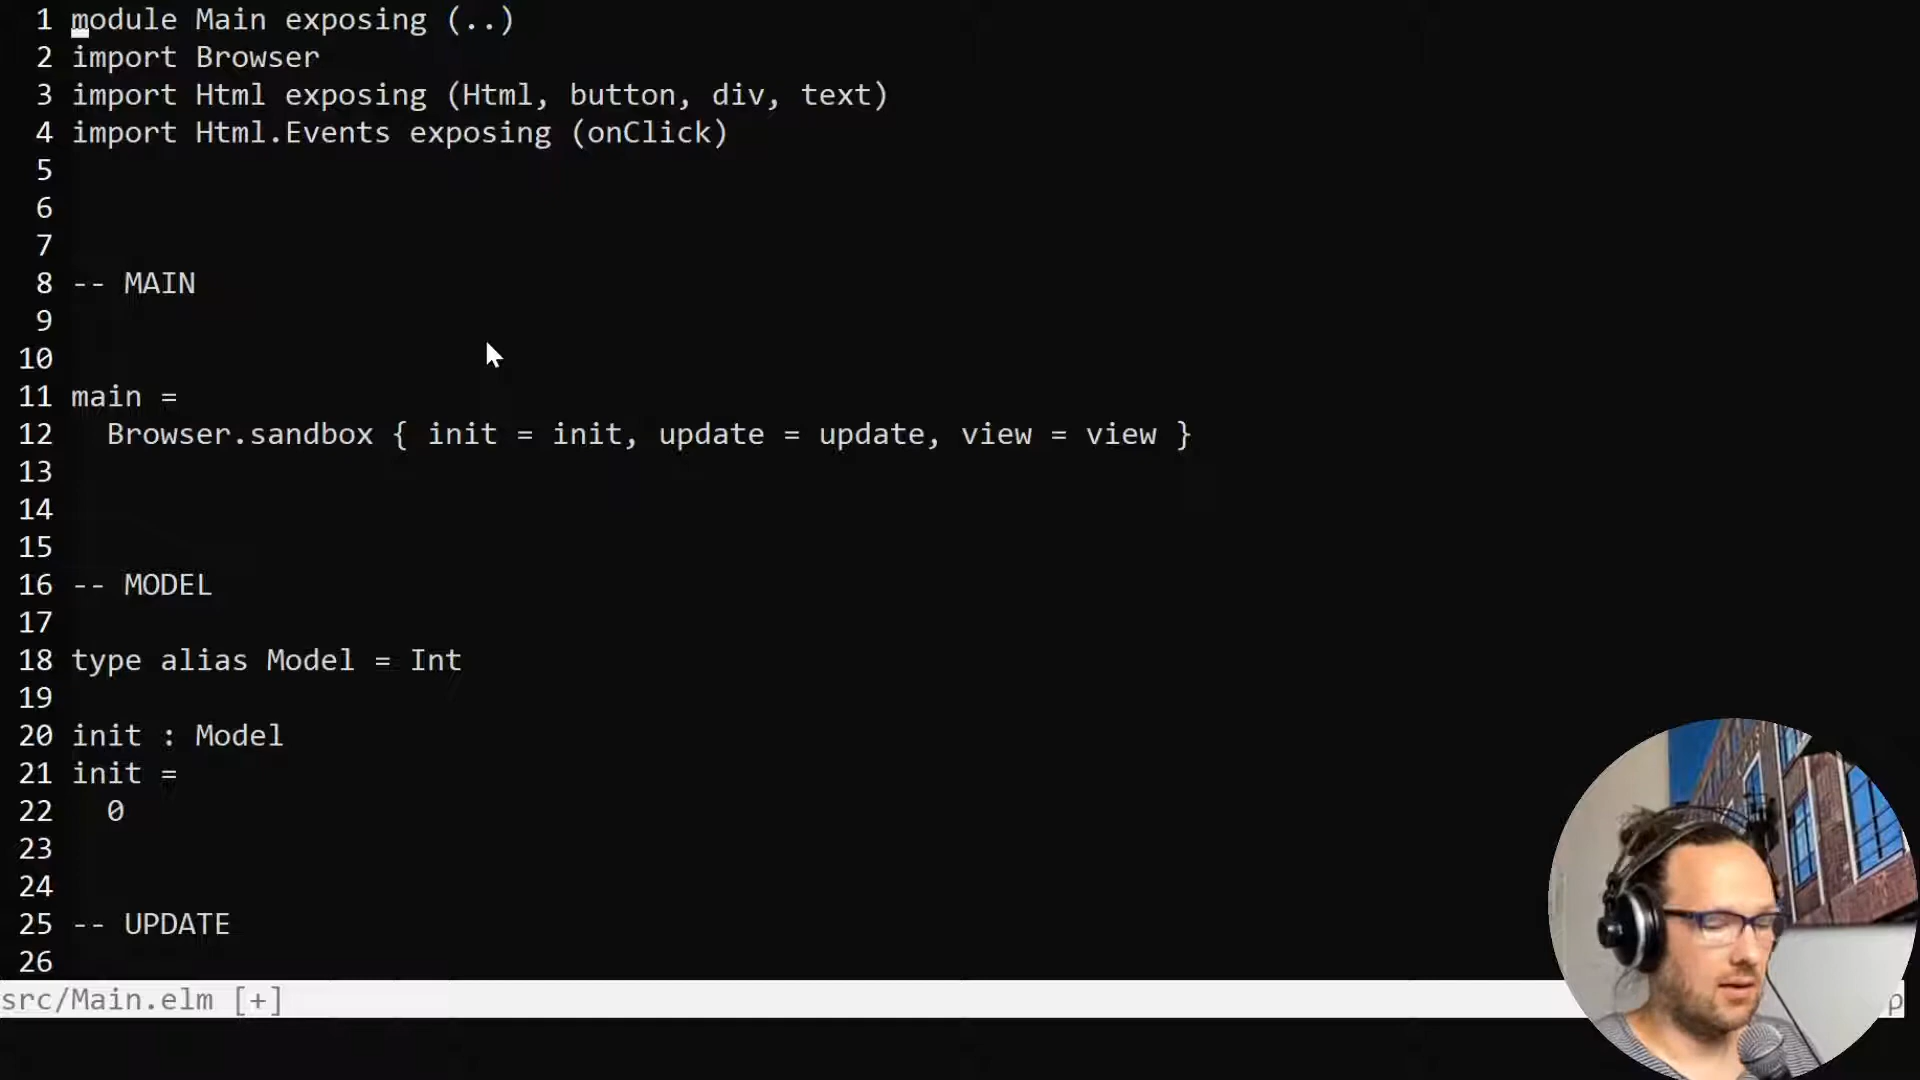 1 module Main exposing (..)
2 import Browser
3 import Html exposing (Html, button, div, text)
4 import Html.Events exposing (onClick)
5
6
7
8 -- MAIN
9
10
11 main =
12   Browser.sandbox { init = init, update = update, view = view }
13
14
15
16 -- MODEL
17
18 type alias Model = Int
19
20 init : Model
21 init =
22   0
23
24
25 -- UPDATE
26
src/Main.elm [+]